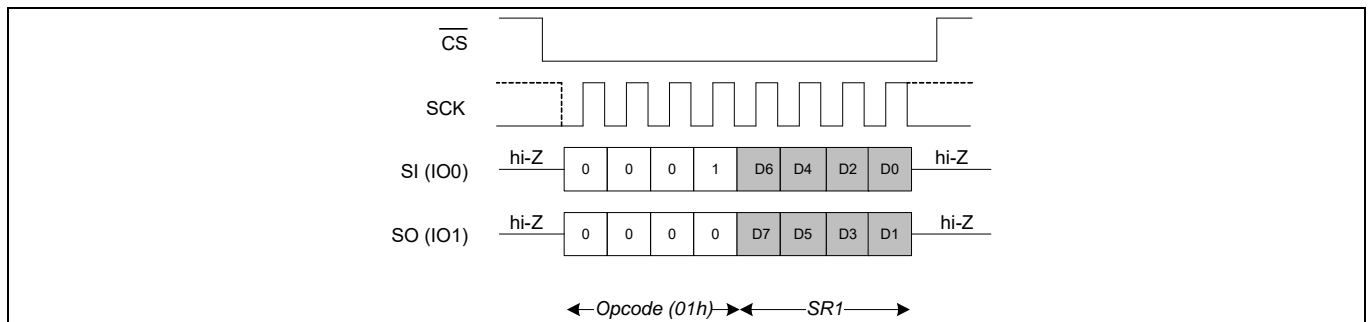 CS
SCK
SI (IO0) hi-Z 0 0 0 1 D6 D4 D2 D0 hi-Z
SO (IO1) hi-Z 0 0 0 0 D7 D5 D3 D1 hi-Z
Opcode (01h) SR1